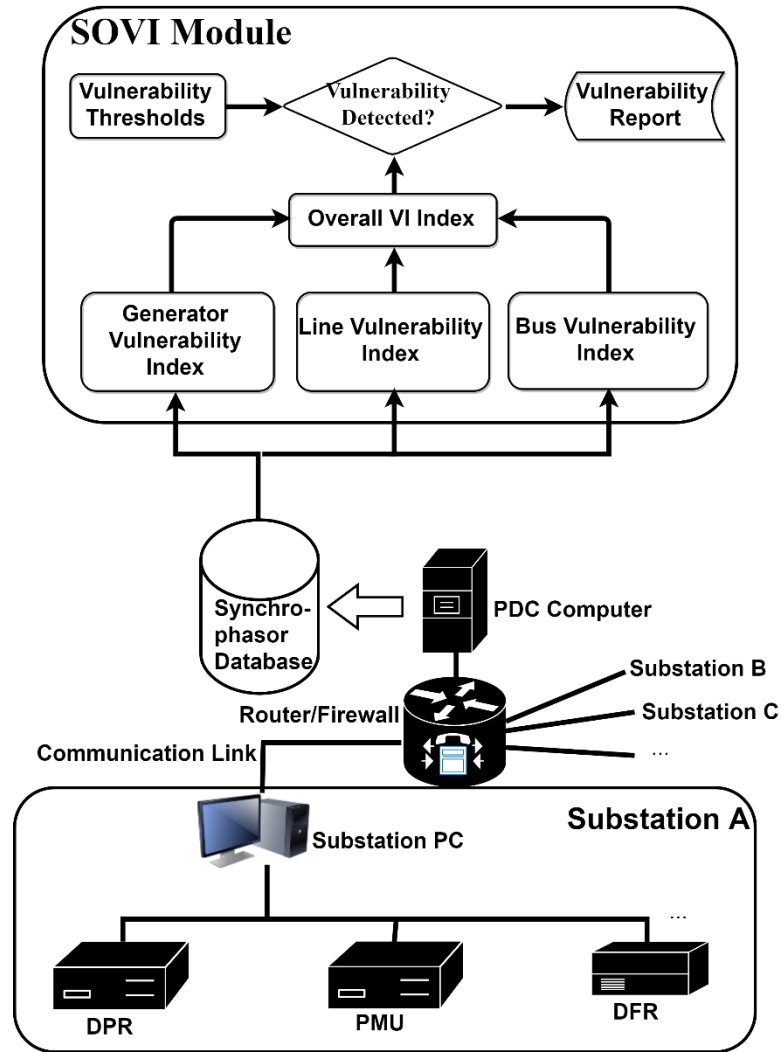 SOVI Module
Vulnerability
Thresholds
Vulnerability
Detected?
Vulnerability
Report
Overall VI Index
Generator
Vulnerability
Index
Line Vulnerability
Index
Bus Vulnerability
Index
Synchro-
phasor
Database
PDC Computer
Router/Firewall
Substation B
Substation C
...
Communication Link
Substation A
Substation PC
...
DPR
PMU
DFR